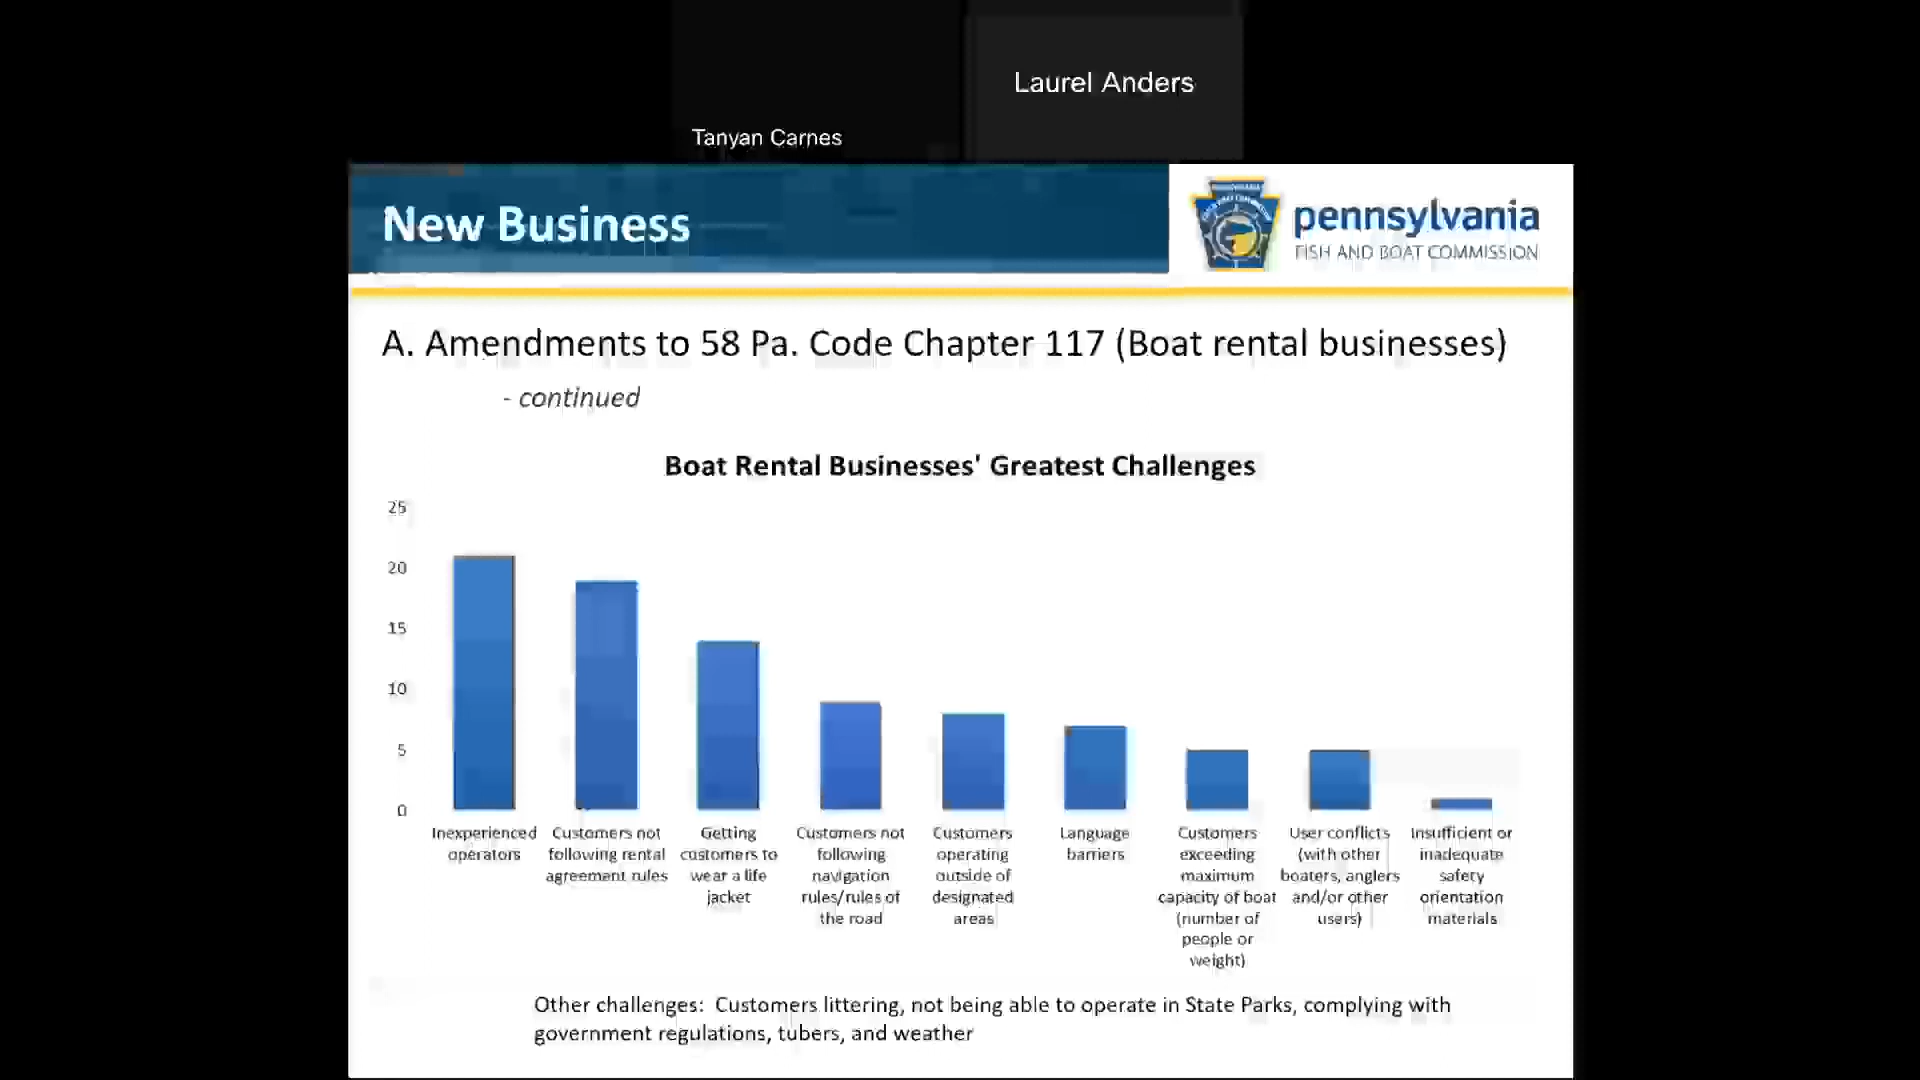 Laurel Anders
Tanyan Carnes
New Business
pennsylvania
FISH AND BOAT COMMISSION
A. Amendments to 58 Pa. Code Chapter 117 (Boat rental businesses)
- continued
Boat Rental Businesses' Greatest Challenges
25
20
15
10
5
0
Inexperienced
operators
Customers not
following rental
agreement rules
Getting
customers to
wear a life
jacket
Customers not
following
navigation
rules/rules of
the road
Customers
operating
outside of
designated
areas
Language
barriers
Customers
exceeding
maximum
capacity of boat
(number of
people or
weight)
User conflicts
(with other
boaters, anglers
and/or other
users)
Insufficient or
inadequate
safety
orientation
materials
Other challenges: Customers littering, not being able to operate in State Parks, complying with
government regulations, tubers, and weather